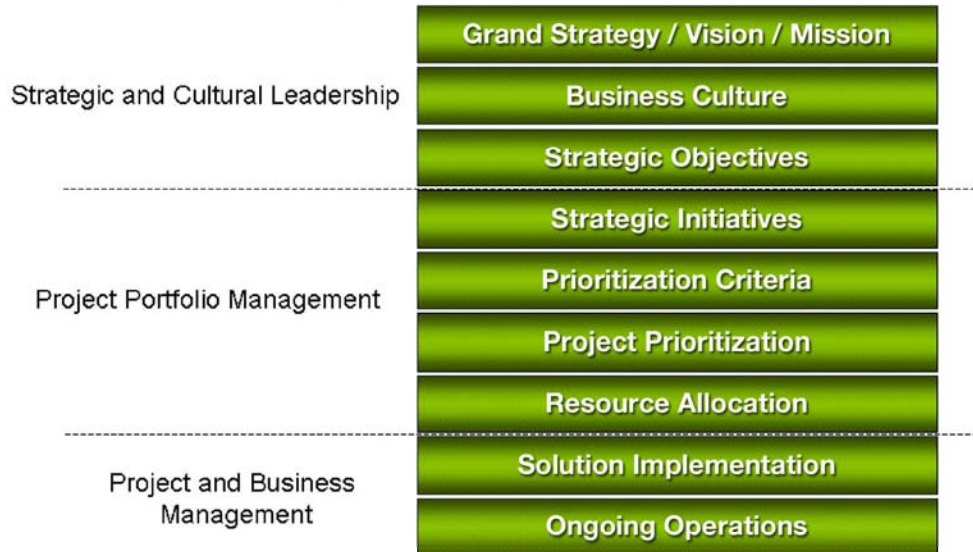 Grand Strategy / Vision / Mission
Strategic and Cultural Leadership
Business Culture
Strategic Objectives
Strategic Initiatives
Project Portfolio Management
Prioritization Criteria
Project Prioritization
Resource Allocation
Project and Business
Management
Solution Implementation
Ongoing Operations